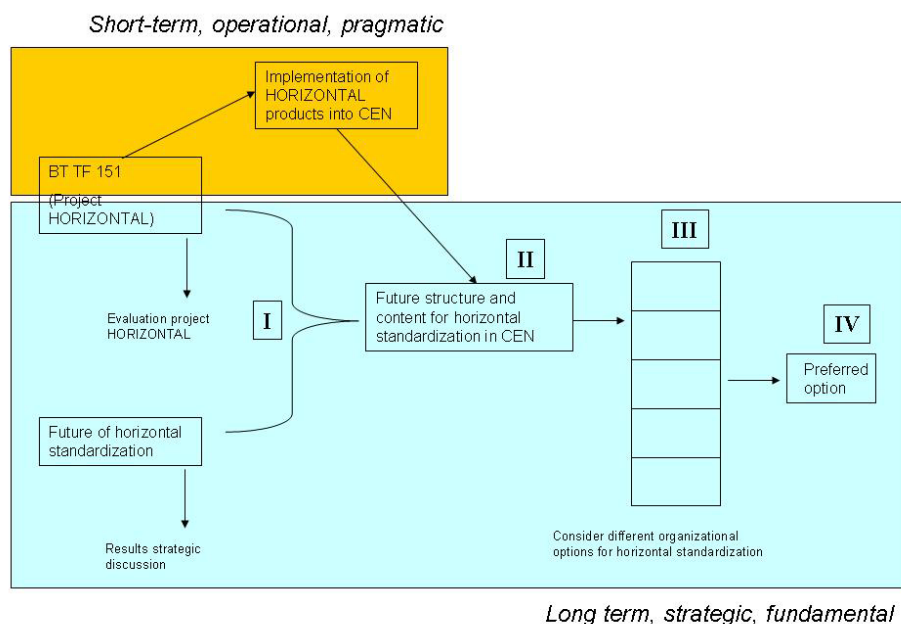 Short-term, operational, pragmatic
Implementation of
HORIZONTAL
products into CEN
BT TF 151
(Project
HORIZONTAL)
Evaluation project
HORIZONTAL
I
Future of horizontal
standardization
Results strategic
discussion
II
Future structure and
content for horizontal
standardization in CEN
III
Consider different organizational
options for horizontal standardization
IV
Preferred
option
Long term, strategic, fundamental